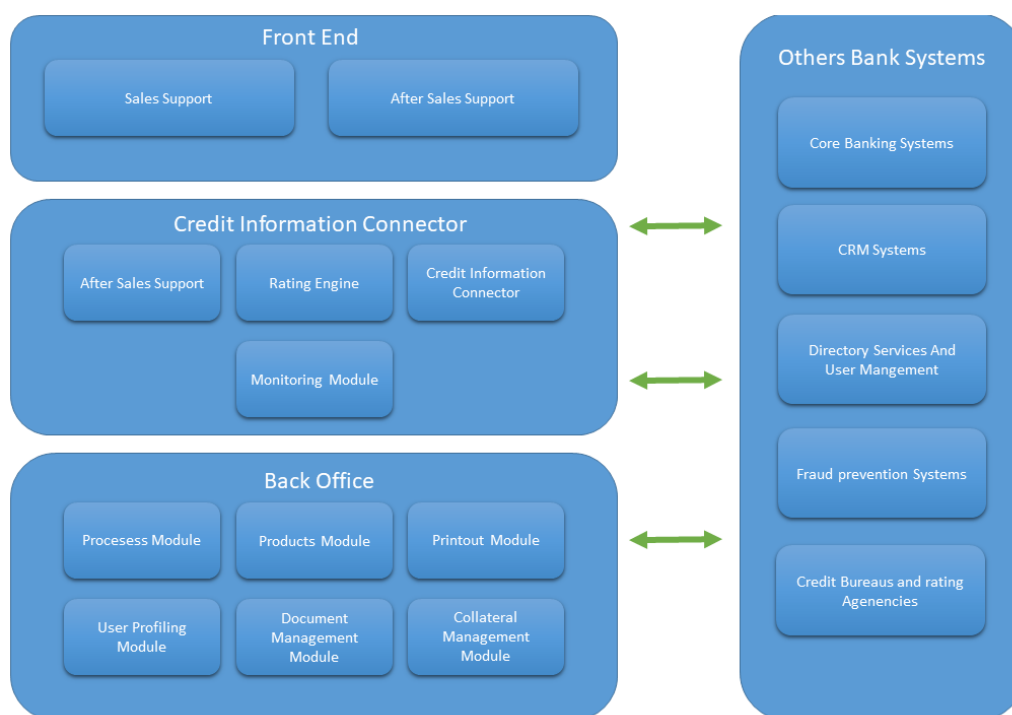 Front End
Sales Support
After Sales Support
Credit Information Connector
After Sales Support
Rating Engine
Credit Information
Connector
Monitoring Module
Back Office
Procesess Module
Products Module
Printout Module
User Profiling
Module
Document
Management
Module
Collateral
Management
Module
Others Bank Systems
Core Banking Systems
CRM Systems
Directory Services And
User Mangement
Fraud prevention Systems
Credit Bureaus and rating
Agenencies